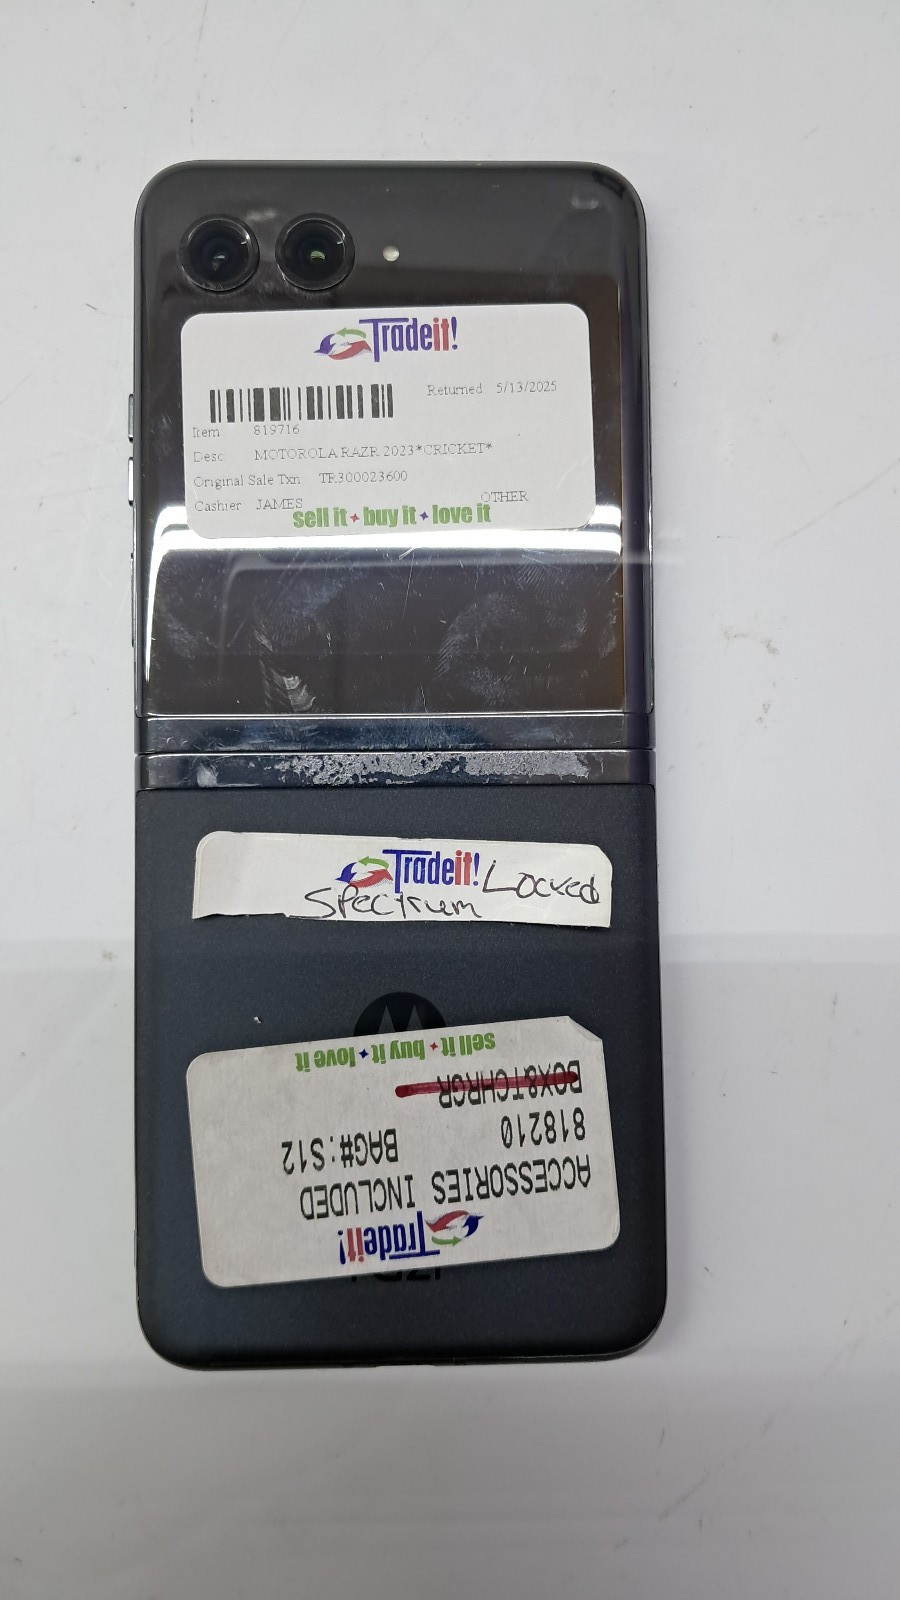 Tradeit!
Returned 5/13/2025
Item 819716
Desc MOTOROLA RAZR 2023*CRICKET*
Original Sale Txn TR300023600
Cashier JAMES OTHER
sell it buy it love it
Tradeit! Locked
Spectrum
Tradeit!
ACCESSORIES INCLUDED
818210 BAG#:S12
BOX&TCHRGR
sell it buy it love it